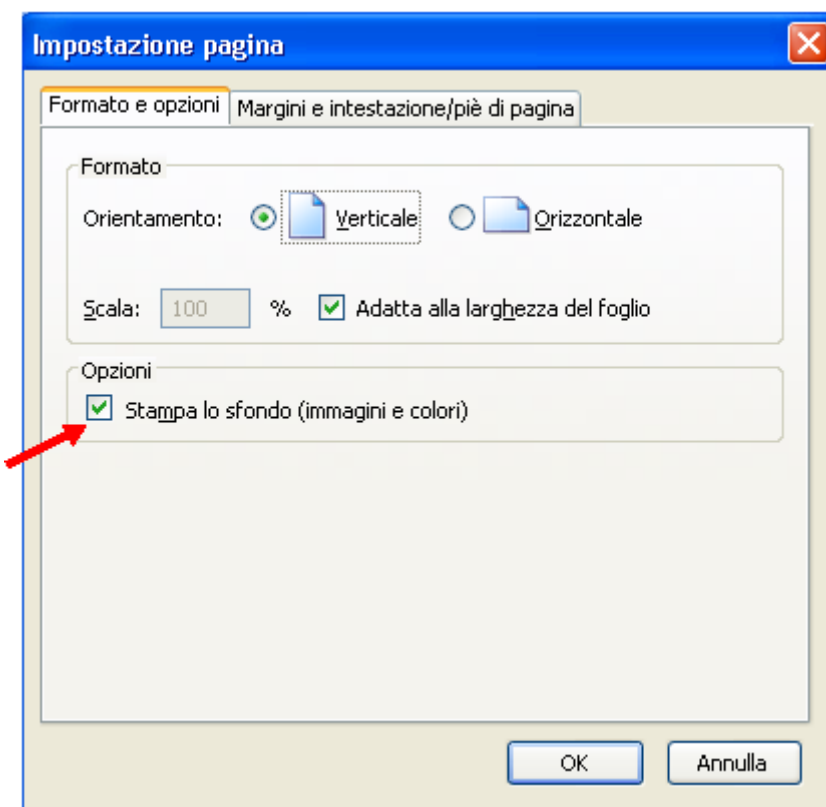 Impostazione pagina
Formato e opzioni Margini e intestazione/piè di pagina
Formato
Orientamento: Verticale Orizzontale
Scala: 100 % Adatta alla larghezza del foglio
Opzioni
Stampa lo sfondo (immagini e colori)
OK Annulla